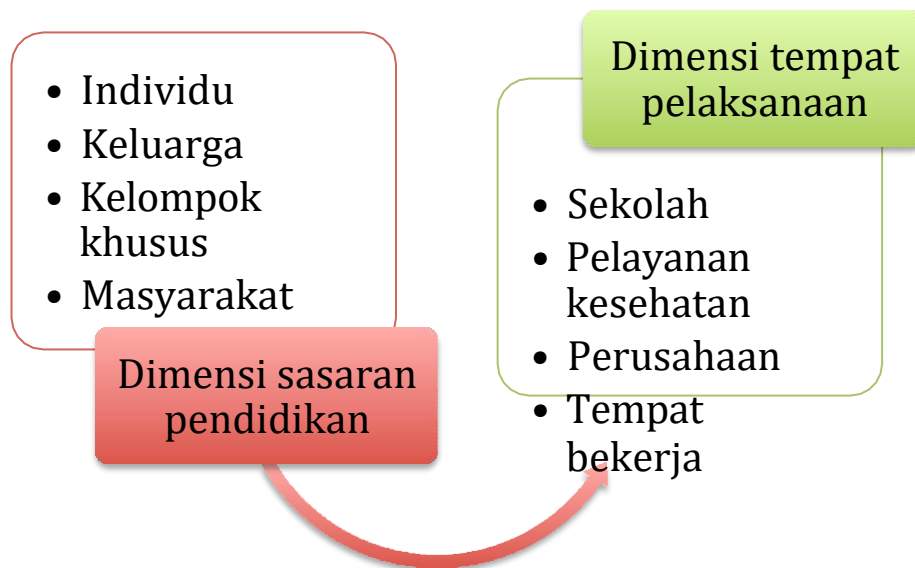 • Individu
• Keluarga
• Kelompok
khusus
• Masyarakat
Dimensi sasaran
pendidikan
Dimensi tempat
pelaksanaan
• Sekolah
• Pelayanan
kesehatan
• Perusahaan
• Tempat
bekerja